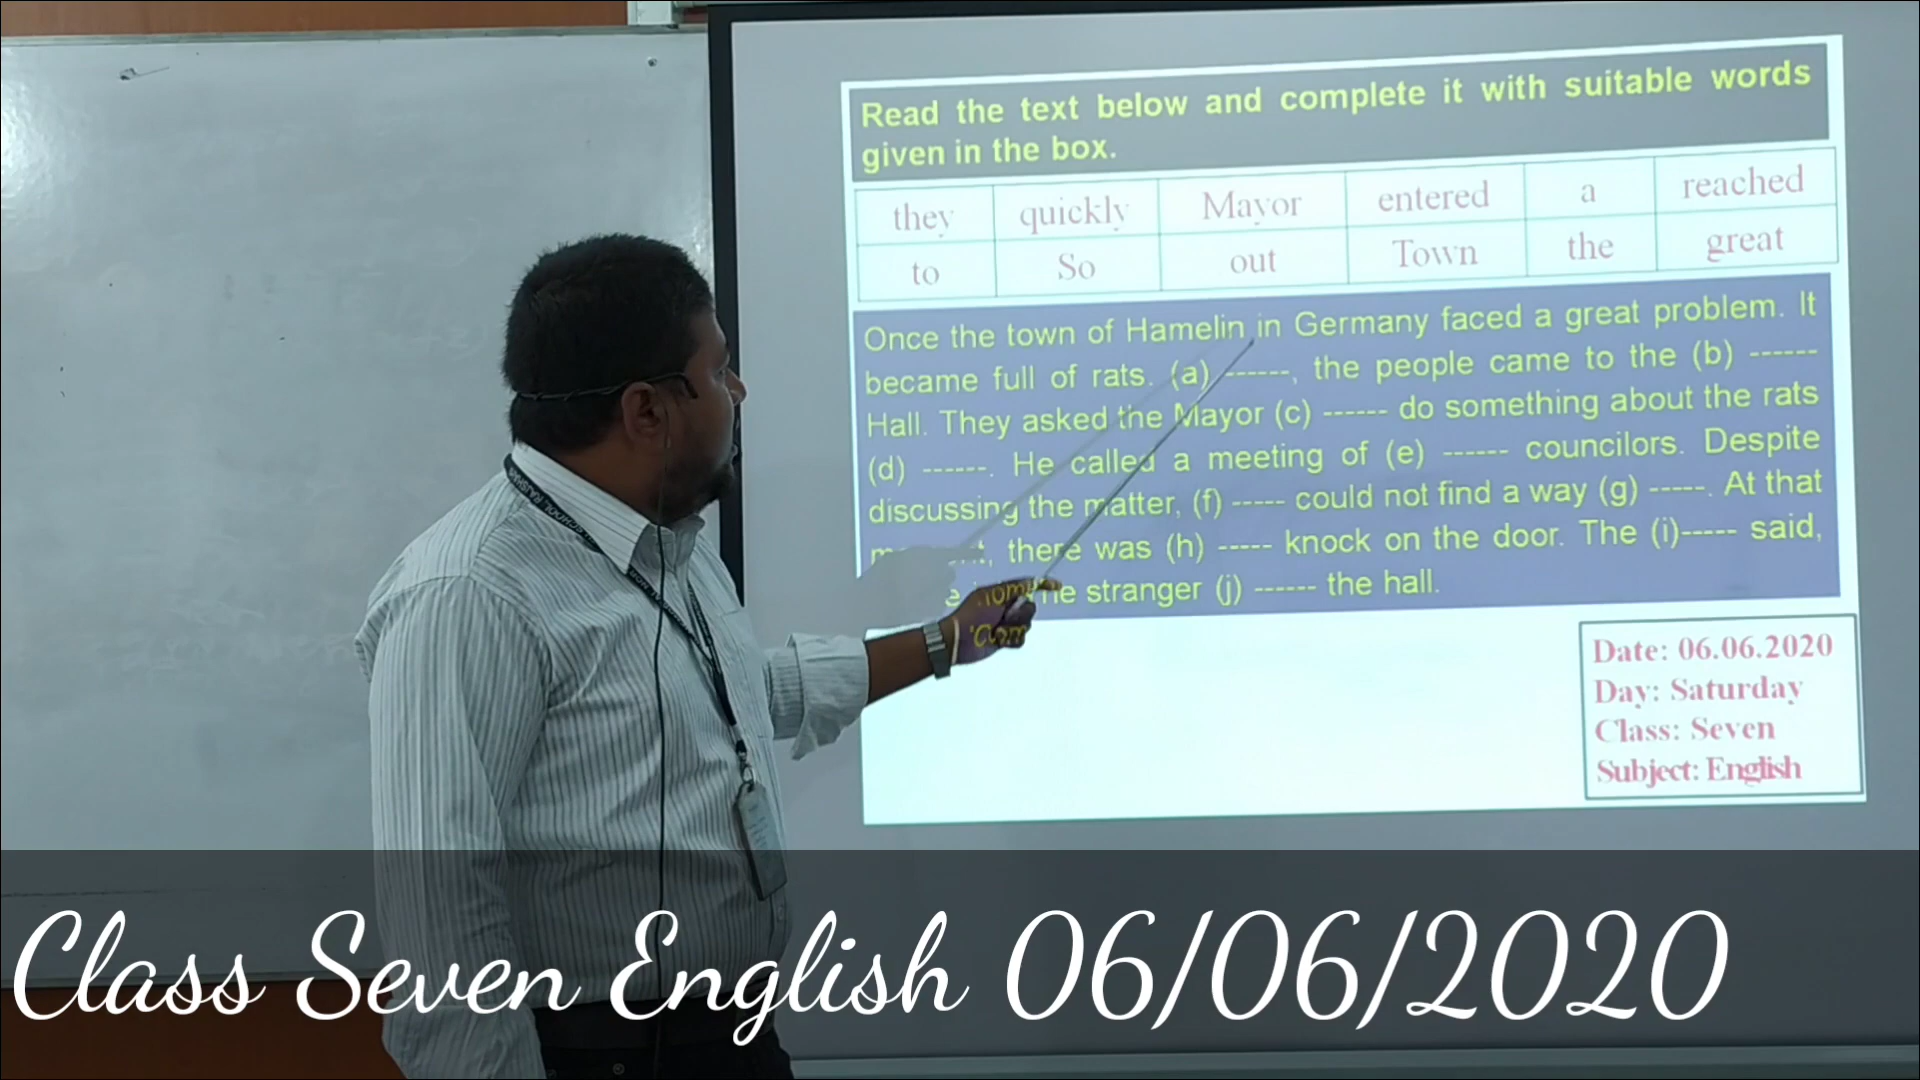 Read the text below and complete it with suitable words
given in the box.
they quickly Mayor entered a reached
to So out Town the great
Once the town of Hamelin in Germany faced a great problem. It
became full of rats. (a) ------, the people came to the (b) ------
Hall. They asked the Mayor (c) ------ do something about the rats
(d) ------. He called a meeting of (e) ------ councilors. Despite
discussing the matter, (f) ----- could not find a way (g) -----. At that
there was (h) ----- knock on the door. The (i)----- said,
stranger (j) ------ the hall.
Date: 06.06.2020
Day: Saturday
Class: Seven
Subject: English
Class Seven English 06/06/2020